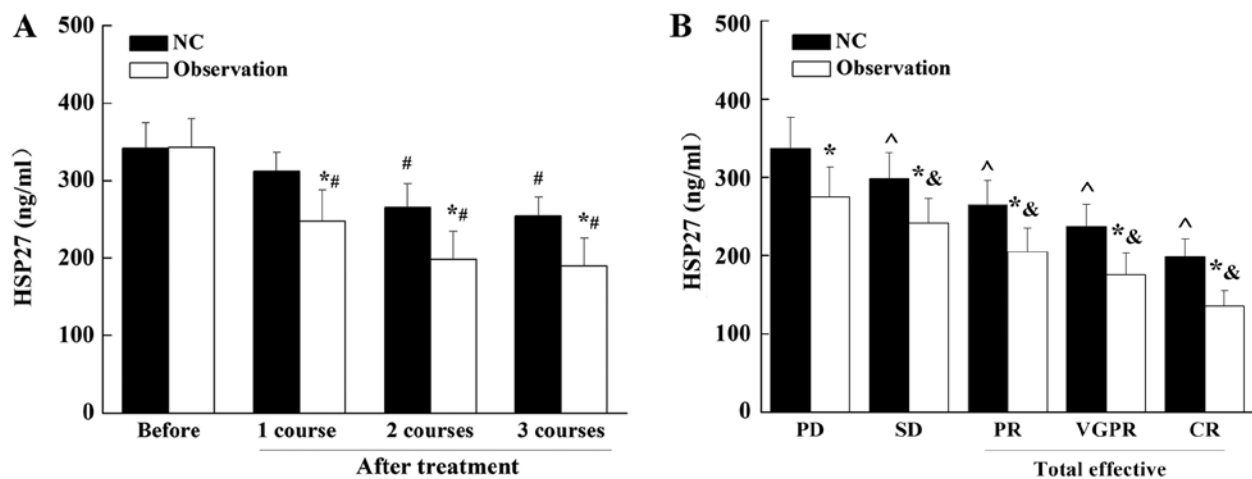 A
500
400
300
200
100
0
HSP27 (ng/ml)
NC
Observation
*#
#
*#
#
*#
Before
1 course
2 courses
3 courses
After treatment
B
500
400
300
200
100
0
HSP27 (ng/ml)
NC
Observation
*
^
*&
^
*&
^
*&
^
*&
PD
SD
PR
VGPR
CR
Total effective